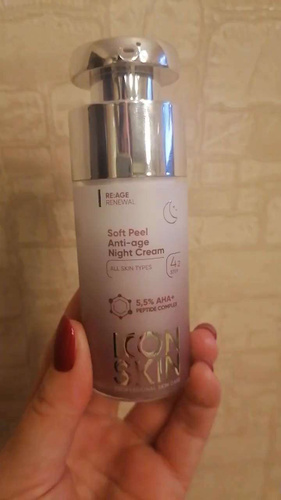 RE:AGE
RENEWAL
Soft Peel
Anti-age
Night Cream
ALL SKIN TYPES
5,5% AHA+
PEPTIDE COMPLEX
ICON
SKIN